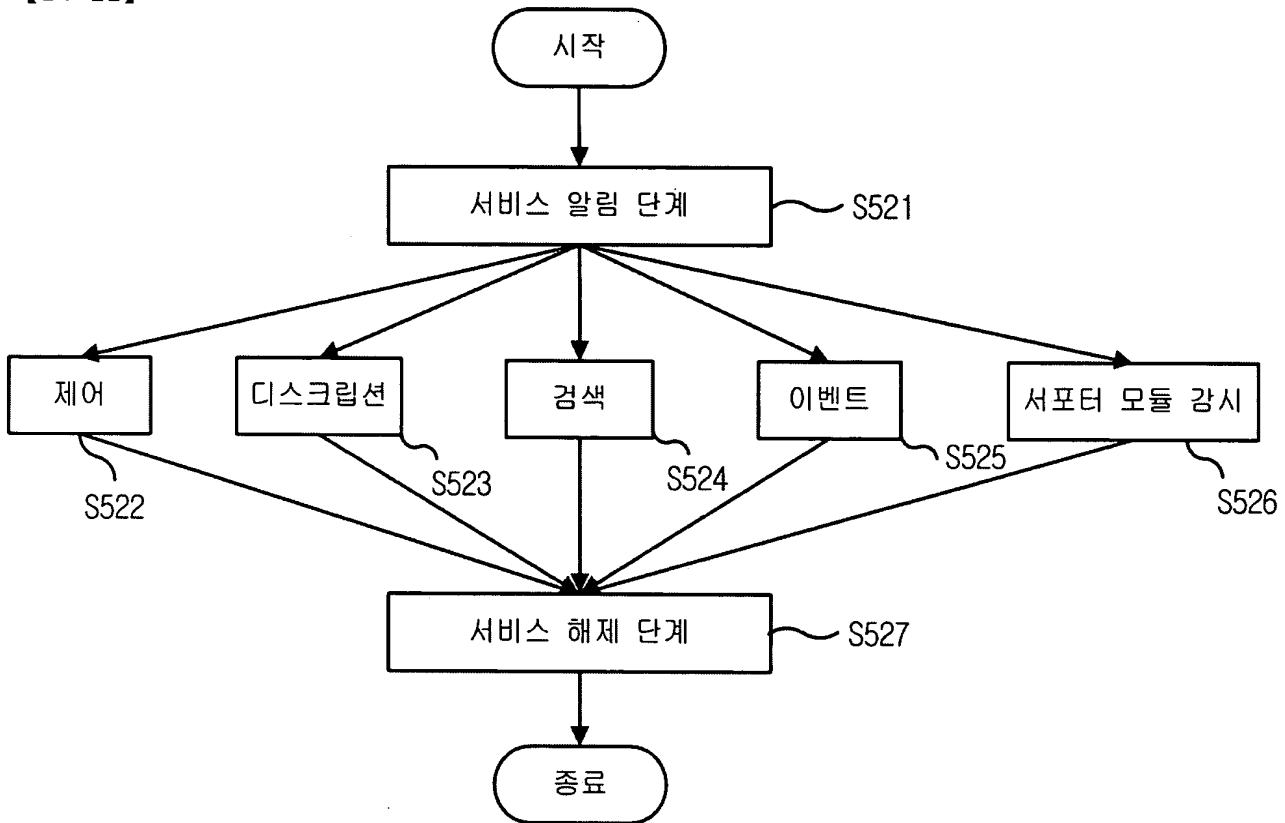 시작
서비스 알림 단계
S521
제어
디스크립션
검색
이벤트
서포터 모듈 감시
S522
S523
S524
S525
S526
서비스 해제 단계
S527
종료